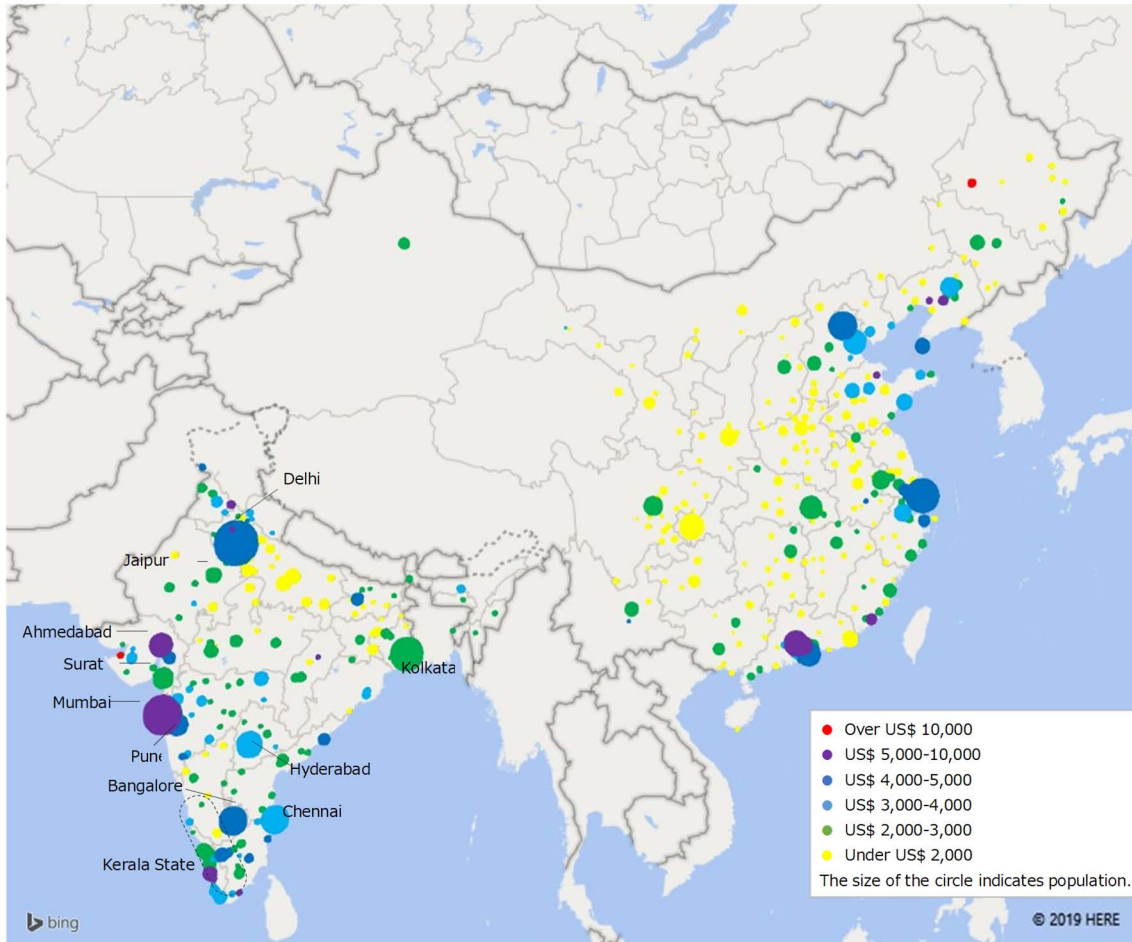 Delhi
Jaipur
Ahmedabad
Surat
Kolkata
Mumbai
Pune
Hyderabad
Bangalore
Chennai
Kerala State
Over US$ 10,000
US$ 5,000-10,000
US$ 4,000-5,000
US$ 3,000-4,000
US$ 2,000-3,000
Under US$ 2,000
The size of the circle indicates population.
bing
© 2019 HERE